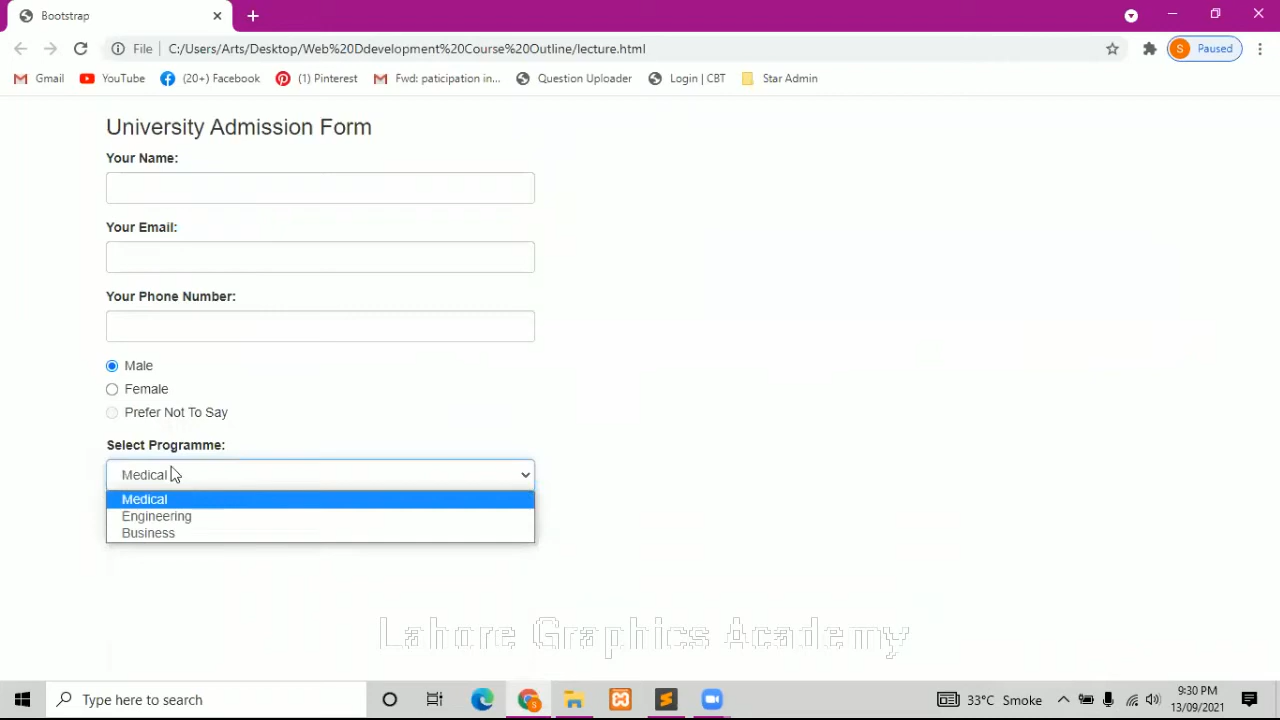 Bootstrap
File C:/Users/Arts/Desktop/Web%20Ddevelopment%20Course%20Outline/lecture.html
S Paused
Gmail YouTube (20+) Facebook (1) Pinterest Fwd: paticipation in... Question Uploader Login | CBT Star Admin
University Admission Form
Your Name:
Your Email:
Your Phone Number:
Male
Female
Prefer Not To Say
Select Programme:
Medical
Medical
Engineering
Business
Lahore Graphics Academy
Type here to search
33°C Smoke
9:30 PM
13/09/2021